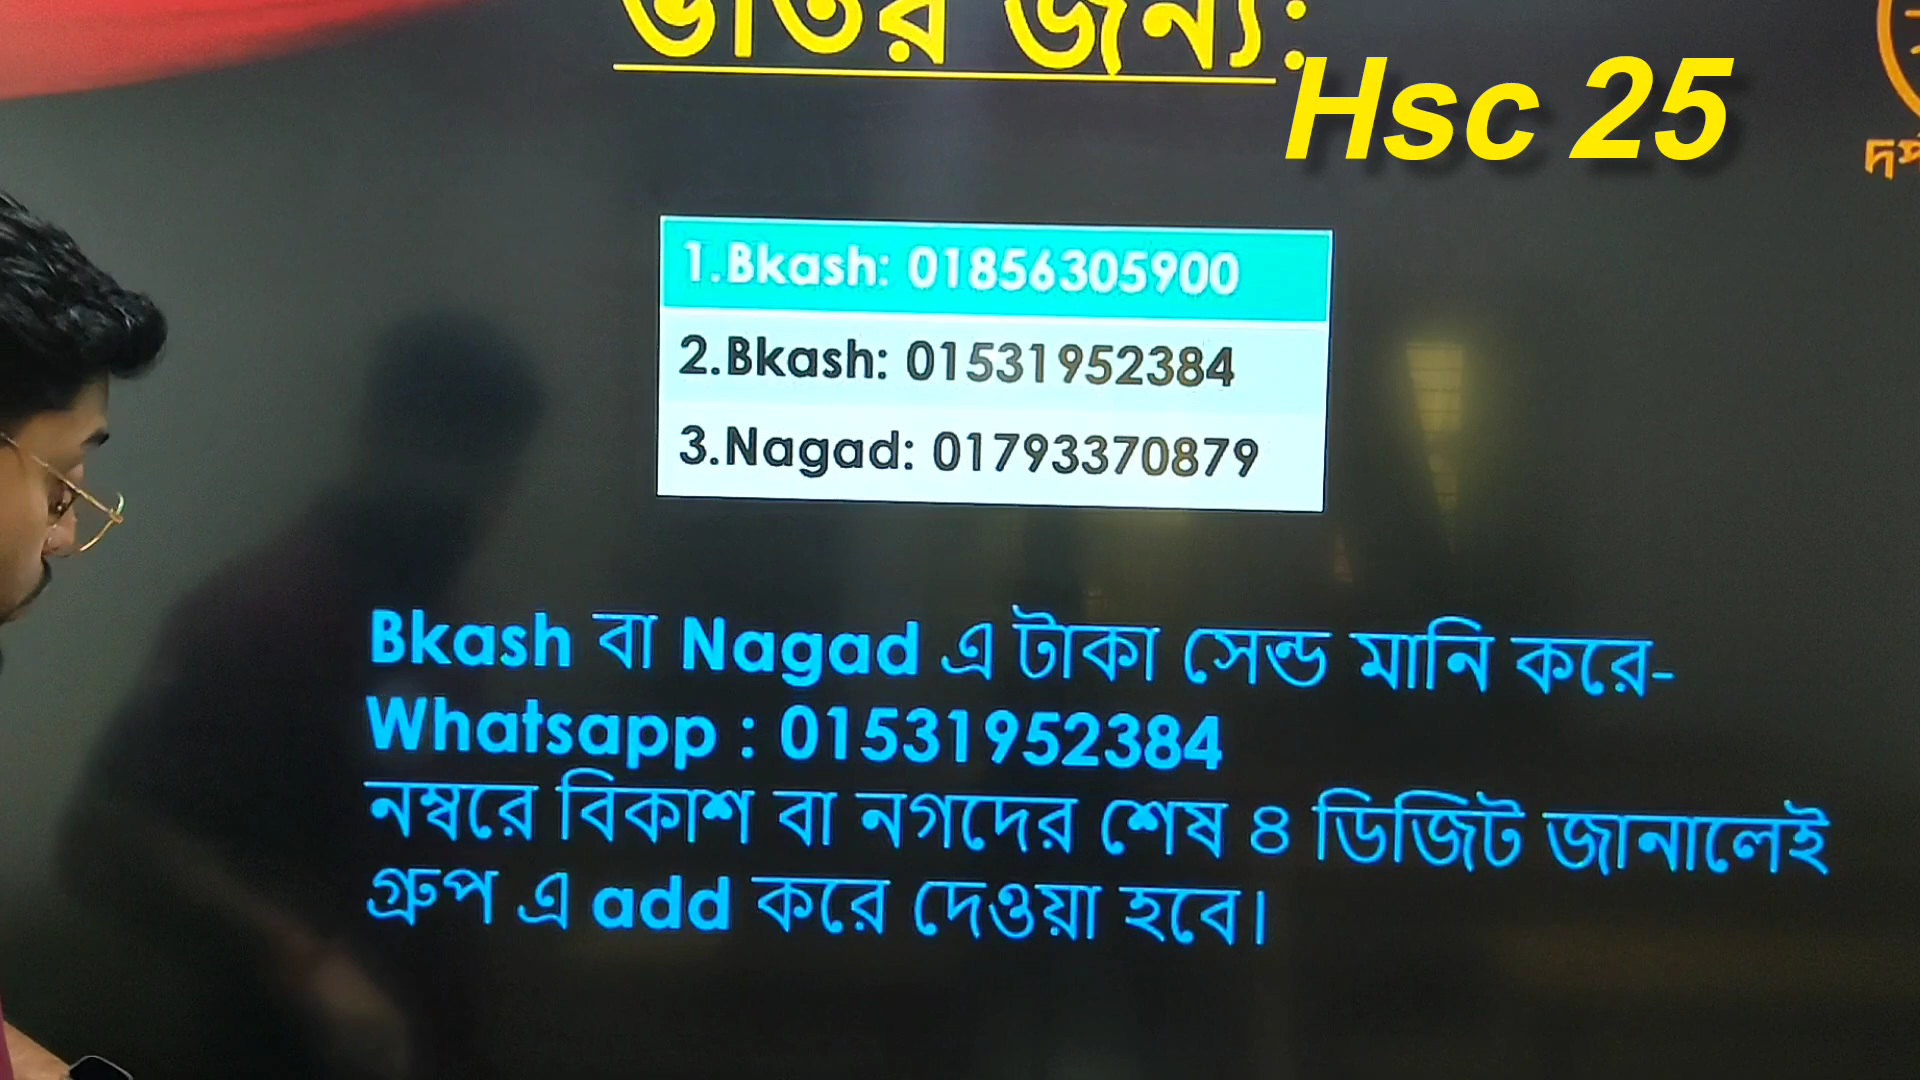 ভর্তির জন্য:
Hsc 25
1.Bkash: 01856305900
2.Bkash: 01531952384
3.Nagad: 01793370879
Bkash বা Nagad এ টাকা সেন্ড মানি করে-
Whatsapp : 01531952384
নম্বরে বিকাশ বা নগদের শেষ ৪ ডিজিট জানালেই
গ্রুপ এ add করে দেওয়া হবে।